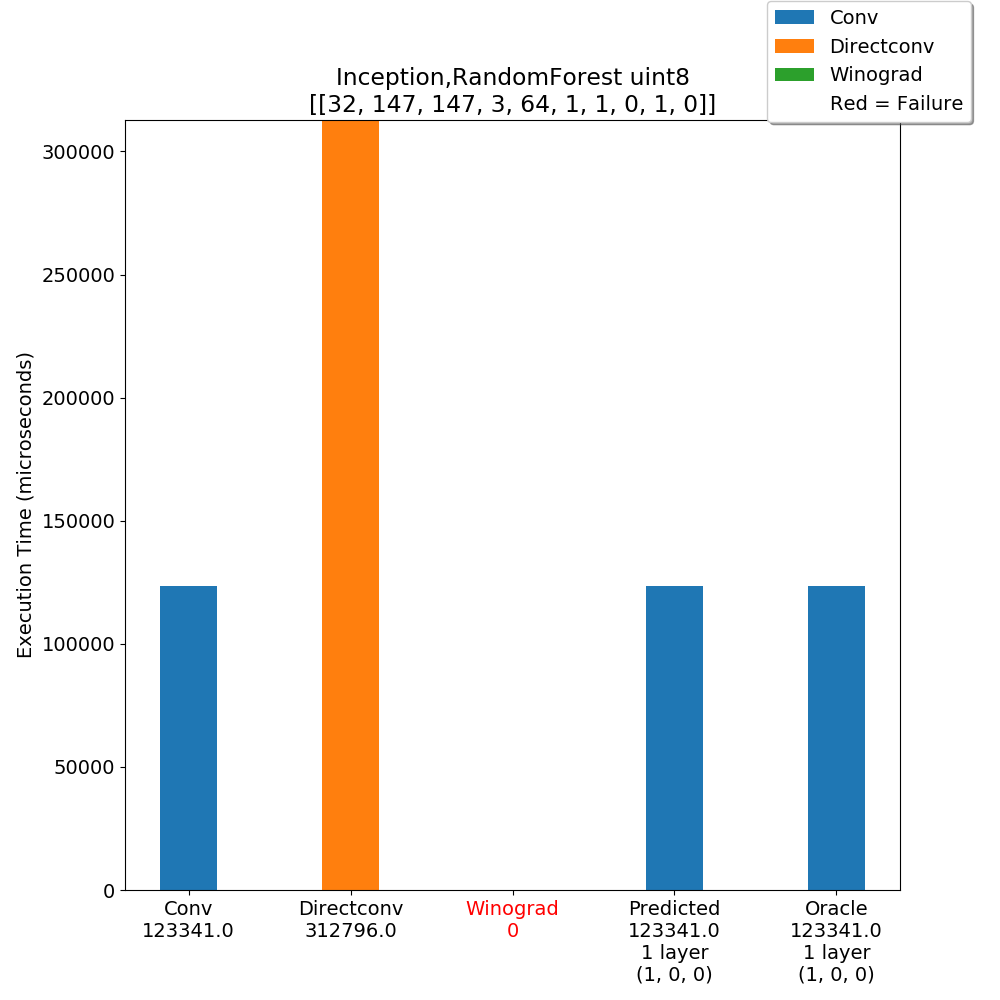 Conv
Directconv
Winograd
Red = Failure
Inception,RandomForest uint8
[[32, 147, 147, 3, 64, 1, 1, 0, 1, 0]]
Execution Time (microseconds)
300000
250000
200000
150000
100000
50000
0
Conv
123341.0
Directconv
312796.0
Winograd
0
Predicted
123341.0
1 layer
(1, 0, 0)
Oracle
123341.0
1 layer
(1, 0, 0)